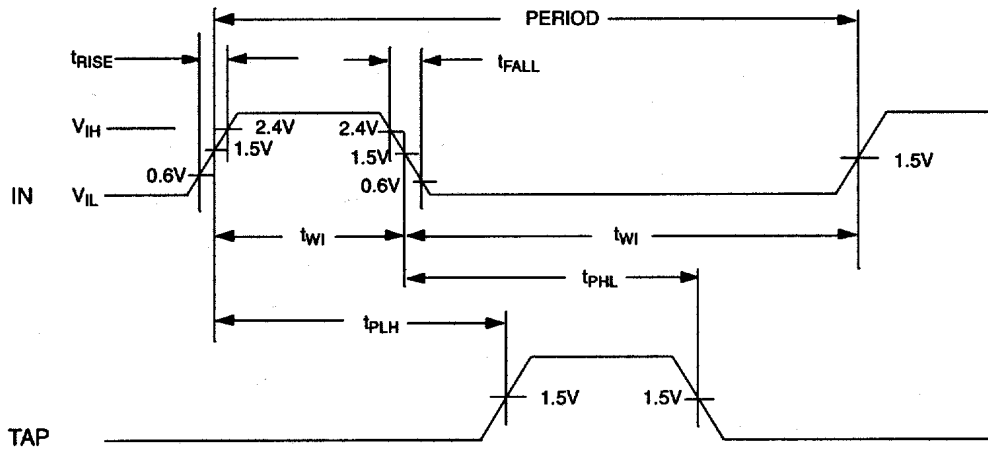 PERIOD
tRISE
tFALL
VIH
2.4V
2.4V
1.5V
1.5V
1.5V
0.6V
0.6V
IN
VIL
tWI
tWI
tPHL
tPLH
1.5V
1.5V
TAP